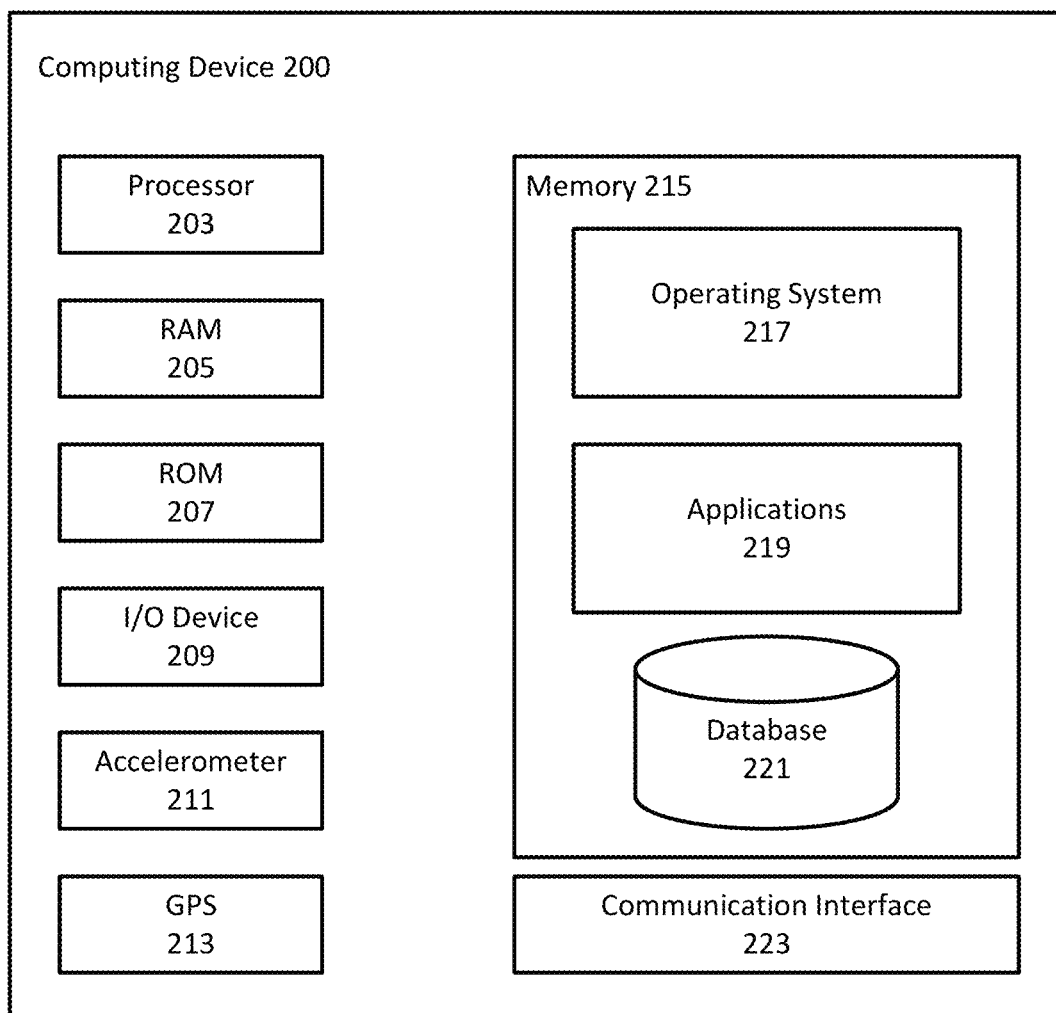 Computing Device 200
Processor
203
RAM
205
ROM
207
I/O Device
209
Accelerometer
211
GPS
213
Memory 215
Operating System
217
Applications
219
Database
221
Communication Interface
223